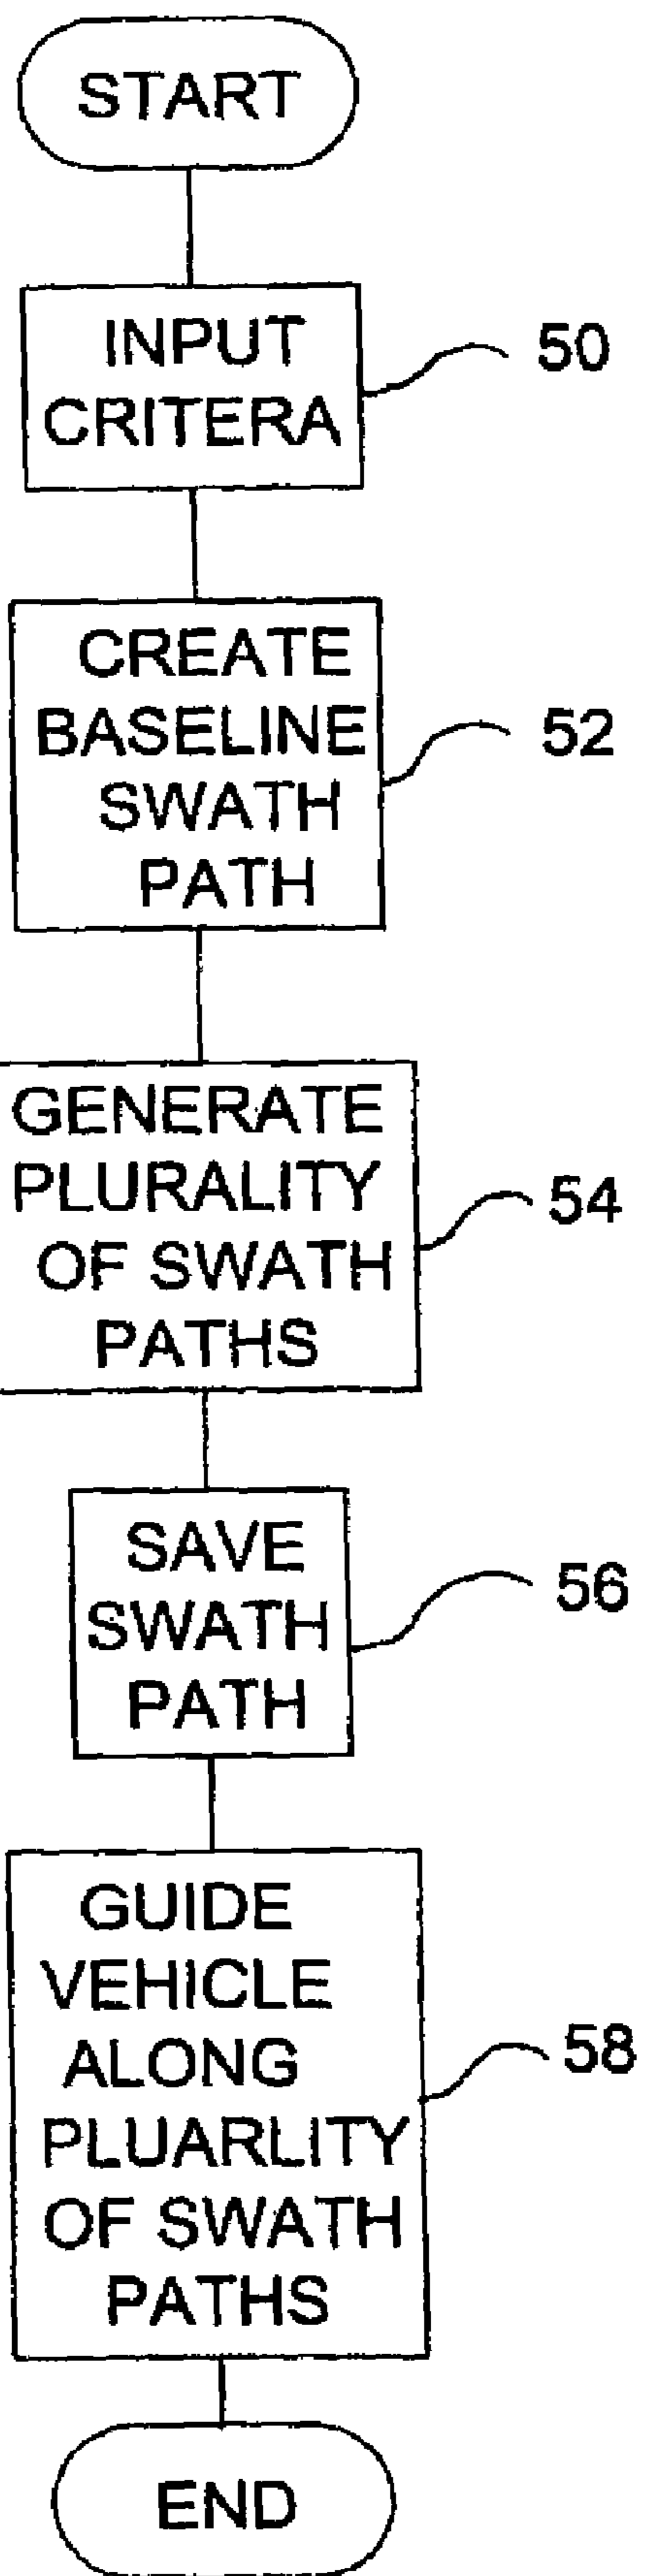 START
INPUT
CRITERA
50
CREATE
BASELINE
SWATH
PATH
52
GENERATE
PLURALITY
OF SWATH
PATHS
54
SAVE
SWATH
PATH
56
GUIDE
VEHICLE
ALONG
PLUARLITY
OF SWATH
PATHS
58
END